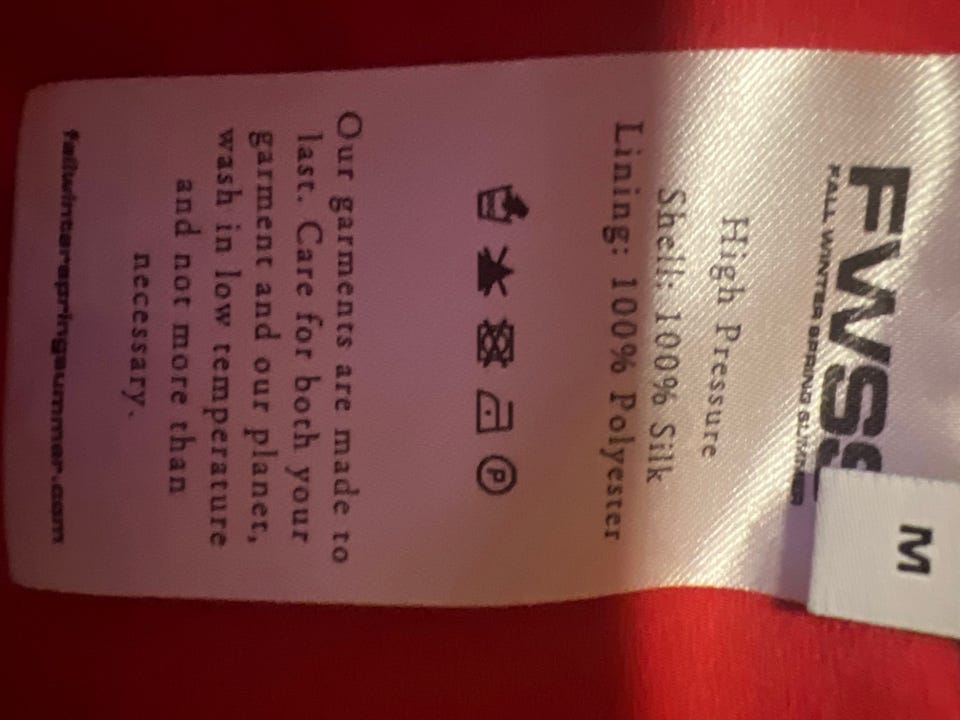 FWSS
FALL WINTER SPRING SUMMER
M
High Pressure
Shell: 100% Silk
Lining: 100% Polyester
P
Our garments are made to
last. Care for both your
garment and our planet,
wash in low temperature
and not more than
necessary.
fallwinterspringsummer.com